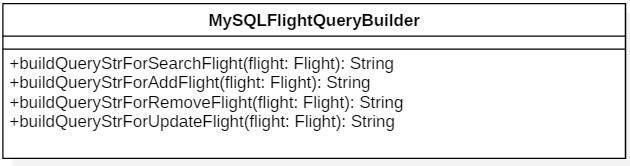 MySQLFlightQueryBuilder
+buildQueryStrForSearchFlight(flight: Flight): String
+buildQueryStrForAddFlight(flight: Flight): String
+buildQueryStrForRemoveFlight(flight: Flight): String
+buildQueryStrForUpdateFlight(flight: Flight): String